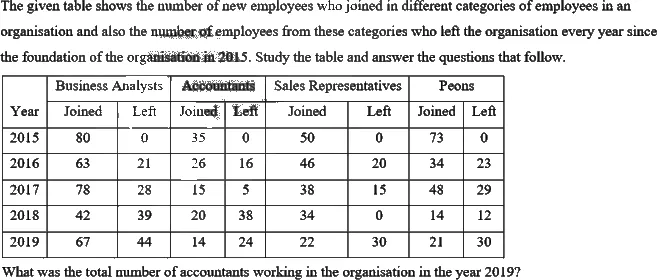 The given table shows the number of new employees who joined in different categories of employees in an
organisation and also the number of employees from these categories who left the organisation every year since
the foundation of the organisation in 2015. Study the table and answer the questions that follow.
Business Analysts Accountants Sales Representatives Peons
Year Joined Left Joined Left Joined Left Joined Left
2015 80 0 35 0 50 0 73 0
2016 63 21 26 16 46 20 34 23
2017 78 28 15 5 38 15 48 29
2018 42 39 20 38 34 0 14 12
2019 67 44 14 24 22 30 21 30
What was the total number of accountants working in the organisation in the year 2019?